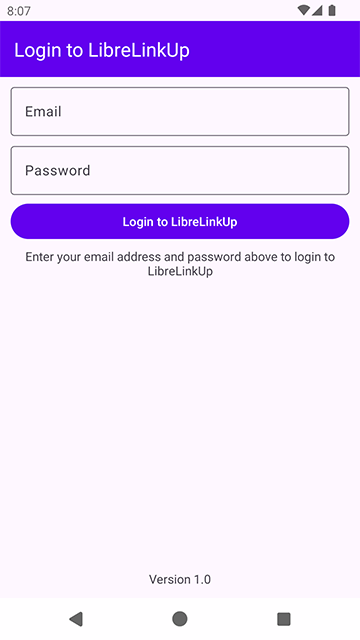 8:07
Login to LibreLinkUp
Email
Password
Login to LibreLinkUp
Enter your email address and password above to login to
LibreLinkUp
Version 1.0